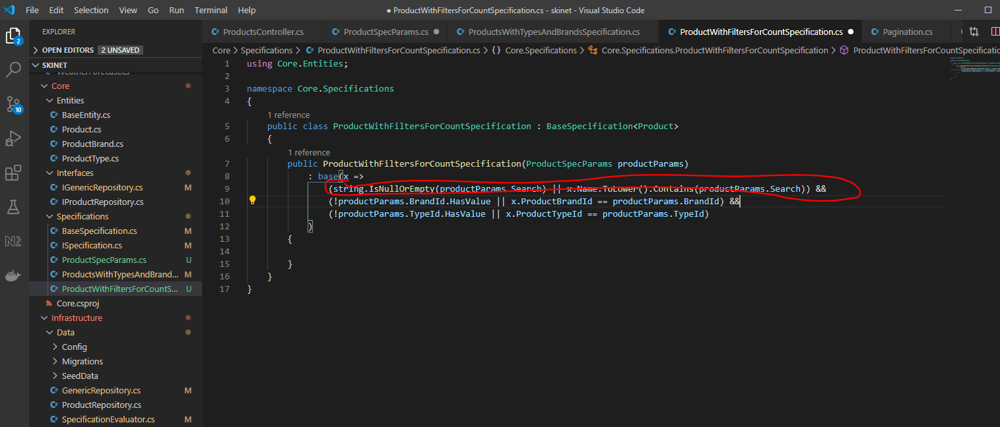 File Edit Selection View Go Run Terminal Help
● ProductWithFiltersForCountSpecification.cs - skinet - Visual Studio Code
2
10
EXPLORER
OPEN EDITORS 2 UNSAVED
SKINET
WeatherForecast.cs
Core
Entities
C# BaseEntity.cs
C# Product.cs
C# ProductBrand.cs
C# ProductType.cs
Interfaces
C# IGenericRepository.cs M
C# IProductRepository.cs
Specifications
C# BaseSpecification.cs M
C# ISpecification.cs M
C# ProductSpecParams.cs U
C# ProductsWithTypesAndBrand... M
C# ProductWithFiltersForCountS... U
Core.csproj
Infrastructure
Data
Config
Migrations
SeedData
C# GenericRepository.cs M
C# ProductRepository.cs
C# SpecificationEvaluator.cs M
C# ProductsController.cs C# ProductSpecParams.cs ● C# ProductsWithTypesAndBrandsSpecification.cs C# ProductWithFiltersForCountSpecification.cs ● C# Pagination.cs
Core > Specifications > C# ProductWithFiltersForCountSpecification.cs > {} Core.Specifications > Core.Specifications.ProductWithFiltersForCountSpecification > ProductWithFiltersForCountSpecificatio
1 using Core.Entities;
2
3 namespace Core.Specifications
4 {
1 reference
5 public class ProductWithFiltersForCountSpecification : BaseSpecification<Product>
6 {
1 reference
7 public ProductWithFiltersForCountSpecification(ProductSpecParams productParams)
8 : base(x =>
9 (string.IsNullOrEmpty(productParams.Search) || x.Name.ToLower().Contains(productParams.Search)) &&
10 (!productParams.BrandId.HasValue || x.ProductBrandId == productParams.BrandId) &&
11 (!productParams.TypeId.HasValue || x.ProductTypeId == productParams.TypeId)
12 )
13 {
14
15 }
16 }
17 }